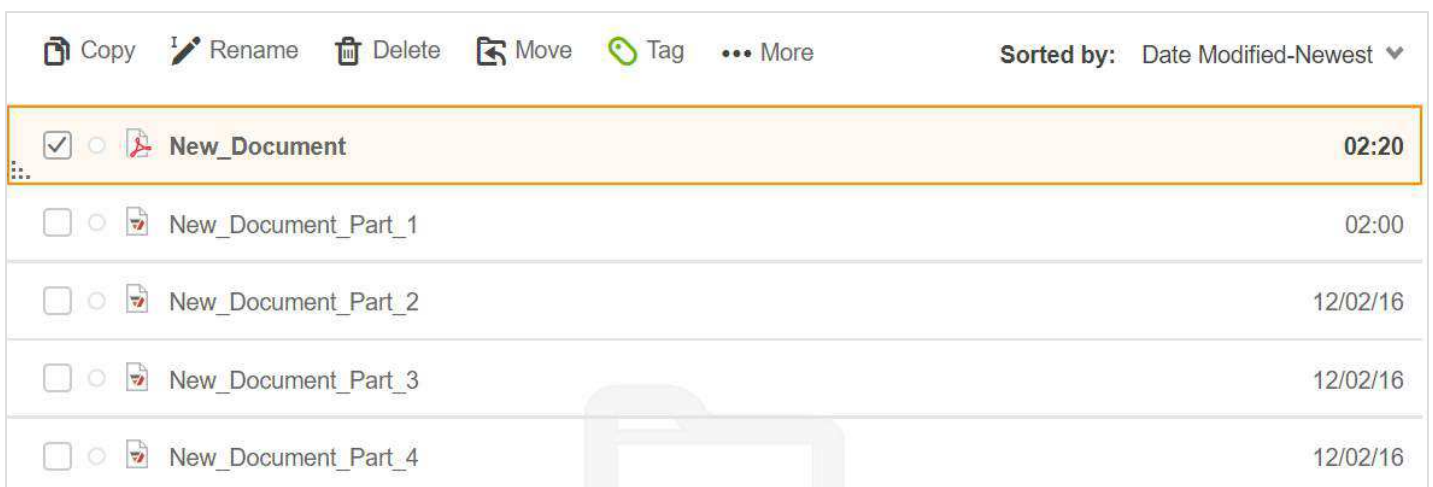 Copy Rename Delete Move Tag ••• More Sorted by: Date Modified-Newest
New_Document 02:20
New_Document_Part_1 02:00
New_Document_Part_2 12/02/16
New_Document_Part_3 12/02/16
New_Document_Part_4 12/02/16